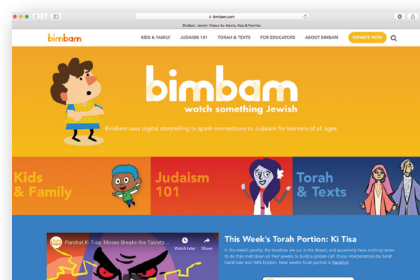 bimbam.com
BimBam: Jewish Videos for Adults, Kids & Families
bimbam
KIDS & FAMILY
JUDAISM 101
TORAH & TEXTS
FOR EDUCATORS
ABOUT BIMBAM
DONATE NOW
bimbam
watch something Jewish
BimBam uses digital storytelling to spark connections to Judaism for learners of all ages.
Kids
& Family
Judaism
101
Torah
& Texts
Parshat Ki Tisa: Moses Breaks the Tablets
Watch later
Share
This Week's Torah Portion: Ki Tisa
In this week's parsha, the Israelites are out in the desert, and apparently have nothing better
to do than melt down all their jewelry to build a golden calf. Enjoy interpretations by Sarah